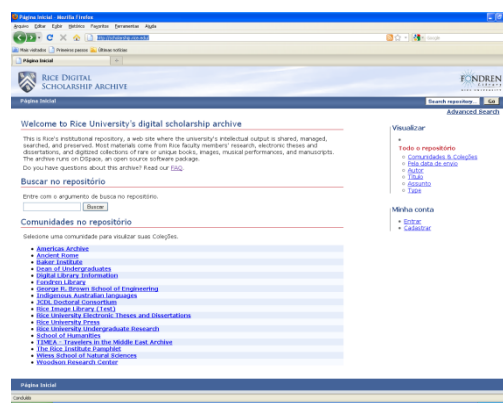 Página Inicial - Mozilla Firefox
Arquivo Editar Exibir Histórico Favoritos Ferramentas Ajuda
http://scholarship.rice.edu/
Google
Mais visitados Primeiros passos Últimas notícias
Página Inicial
RICE DIGITAL
SCHOLARSHIP ARCHIVE
FONDREN
Library
Página Inicial
Search repository...
Go
Advanced Search
Welcome to Rice University's digital scholarship archive
This is Rice's institutional repository, a web site where the university's intellectual output is shared, managed,
searched, and preserved. Most materials come from Rice faculty members' research, electronic theses and
dissertations, and digitized collections of rare or unique books, images, musical performances, and manuscripts.
The archive runs on DSpace, an open source software package.
Do you have questions about this archive? Read our FAQ.
Buscar no repositório
Entre com o argumento de busca no repositório.
Buscar
Comunidades no repositório
Selecione uma comunidade para visulizar suas Coleções.
Americas Archive
Ancient Rome
Baker Institute
Dean of Undergraduates
Digital Library Information
Fondren Library
George R. Brown School of Engineering
Indigenous Australian languages
JCDL Doctoral Consortium
Rice Image Library (Test)
Rice University Electronic Theses and Dissertations
Rice University Press
Rice University Undergraduate Research
School of Humanities
TIMEA - Travelers in the Middle East Archive
The Rice Institute Pamphlet
Wiess School of Natural Sciences
Woodson Research Center
Visualizar
Todo o repositório
Comunidades & Coleções
Pela data de envio
Autor
Título
Assunto
Type
Minha conta
Entrar
Cadastrar
Página Inicial
Concluído